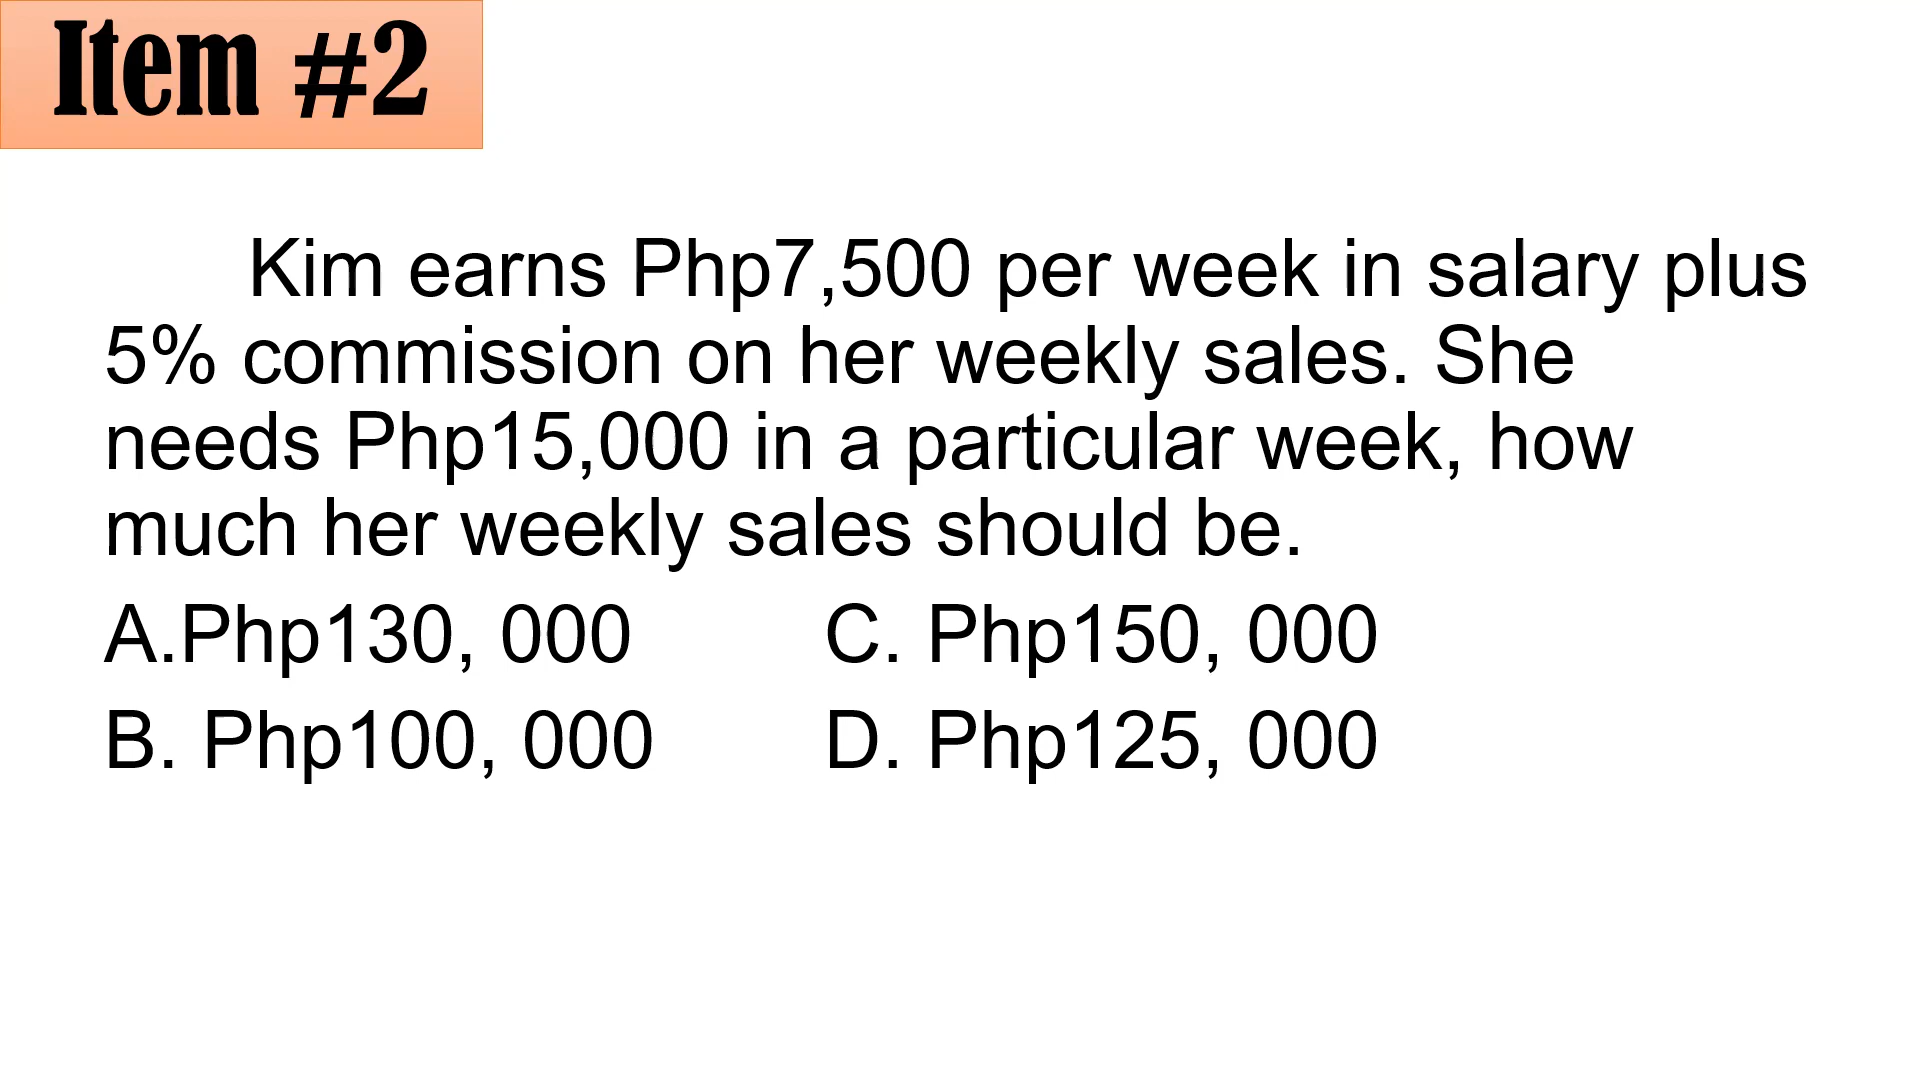 Item #2
Kim earns Php7,500 per week in salary plus
5% commission on her weekly sales. She
needs Php15,000 in a particular week, how
much her weekly sales should be.
A.Php130, 000 C. Php150, 000
B. Php100, 000 D. Php125, 000